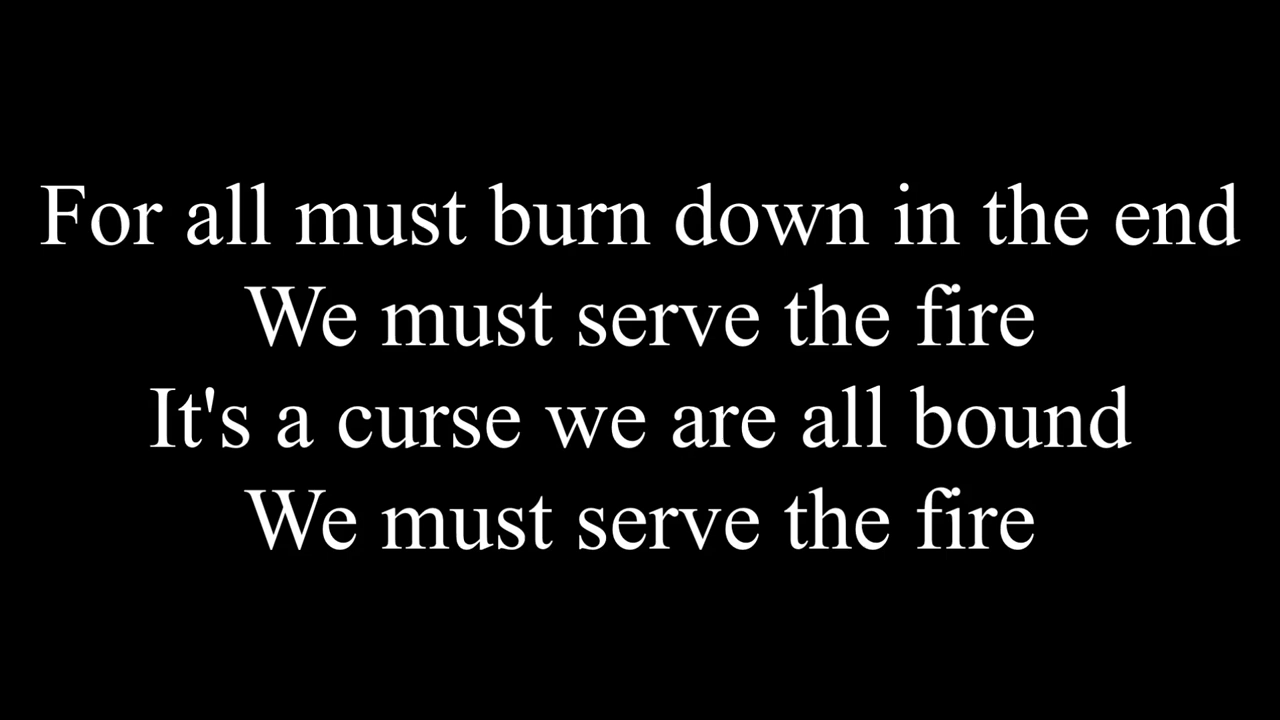 For all must burn down in the end
We must serve the fire
It's a curse we are all bound
We must serve the fire